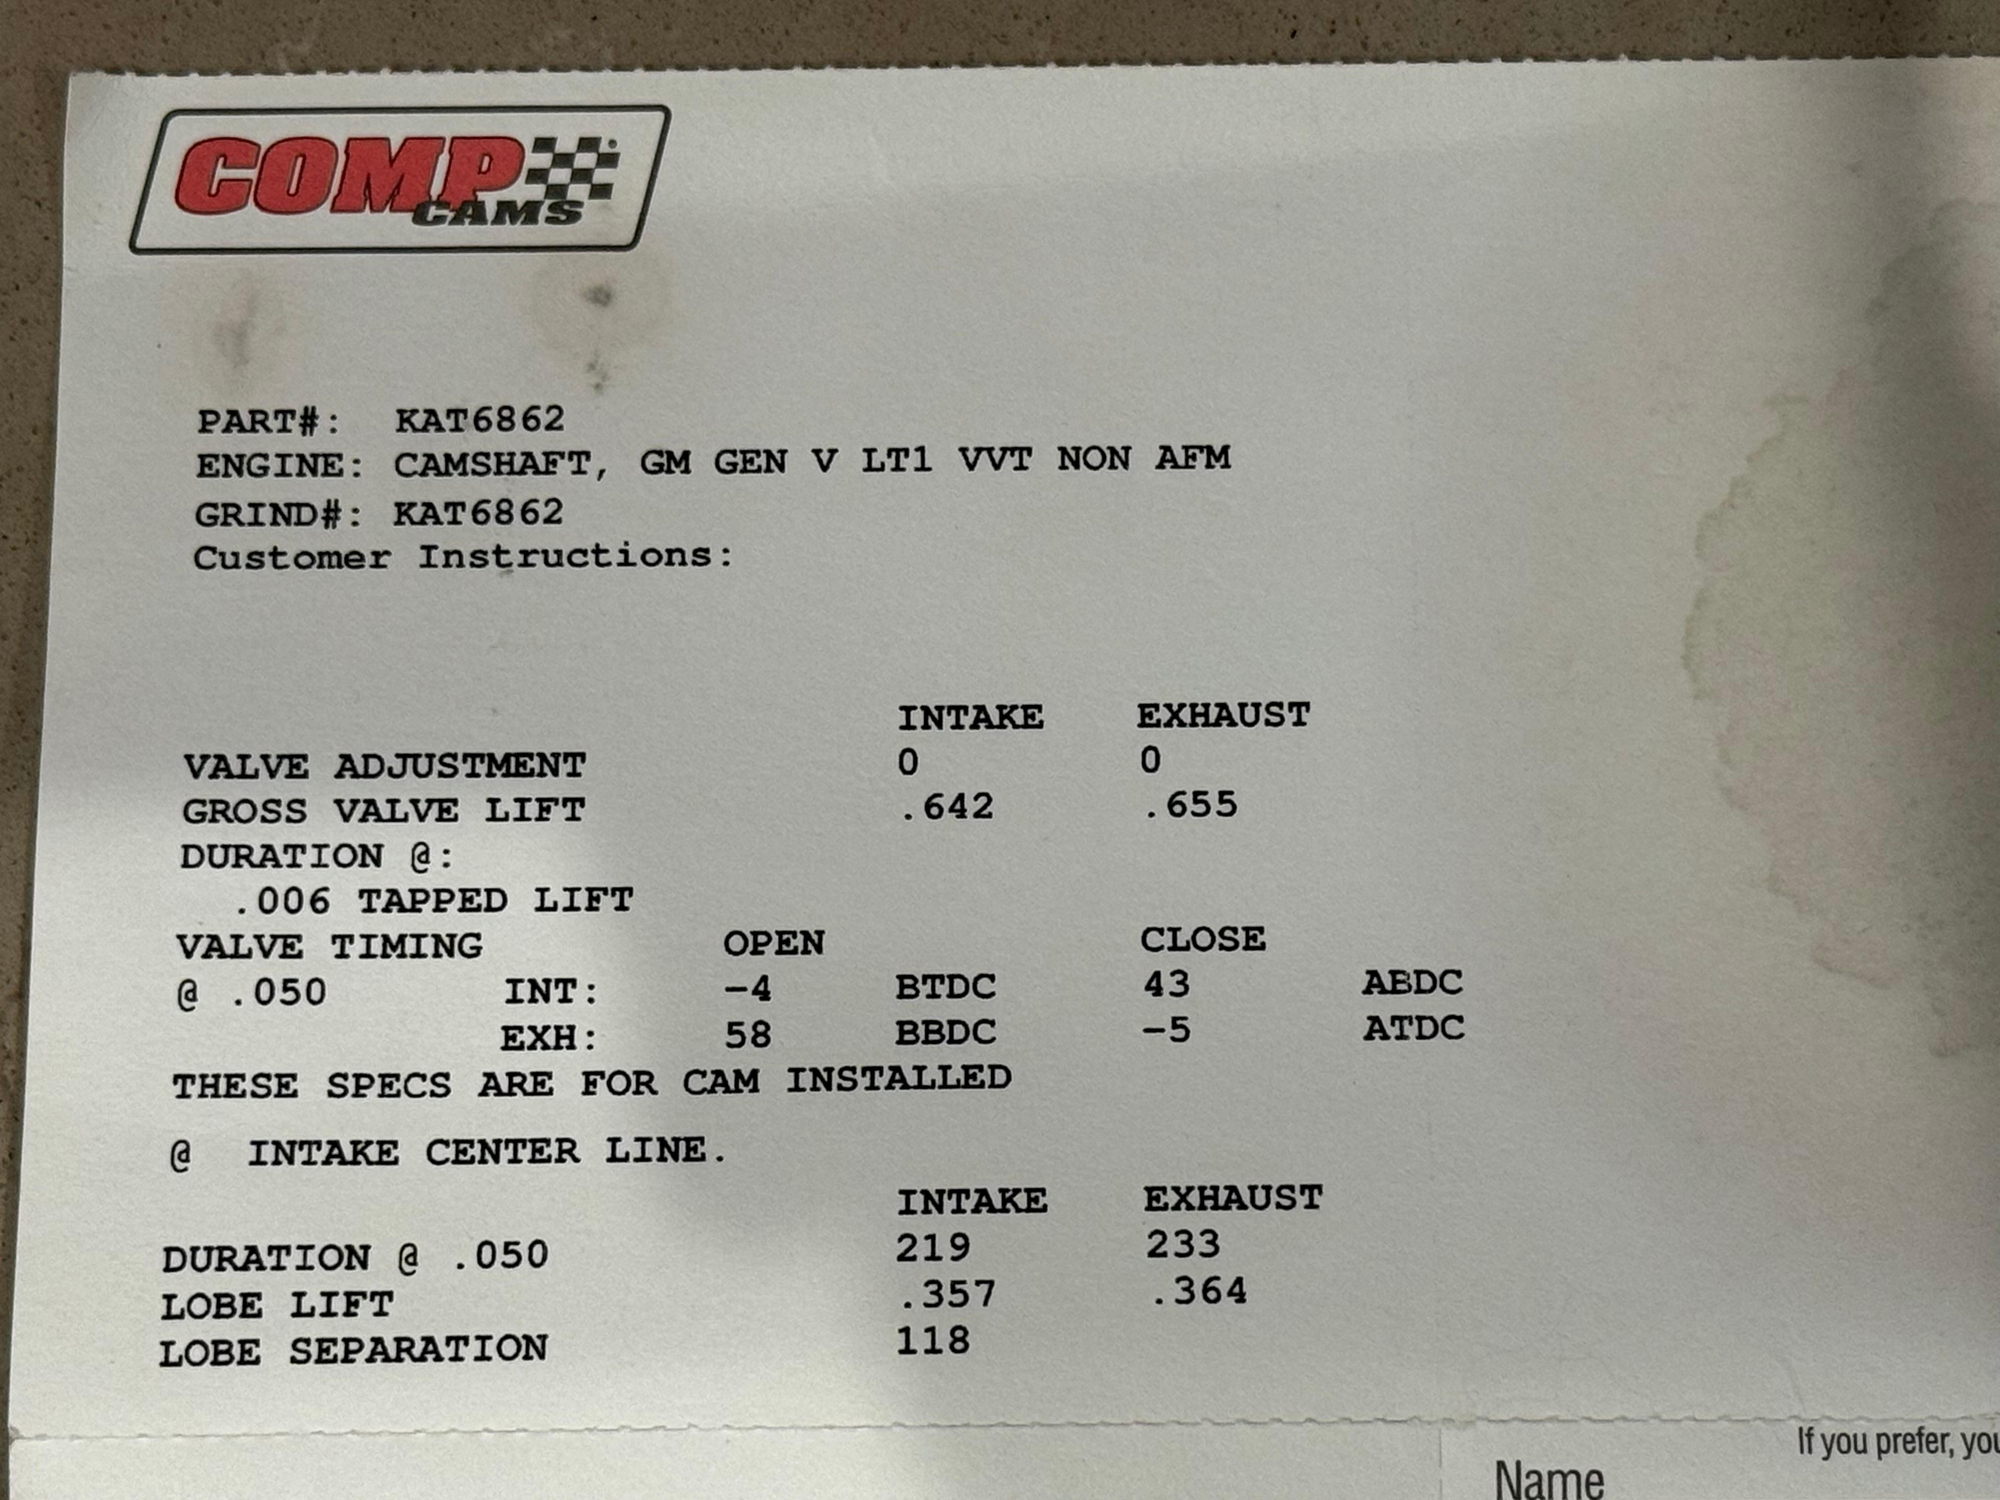 COMP
CAMS
PART#: KAT6862
ENGINE: CAMSHAFT, GM GEN V LT1 VVT NON AFM
GRIND#: KAT6862
Customer Instructions:
INTAKE EXHAUST
VALVE ADJUSTMENT 0 0
GROSS VALVE LIFT .642 .655
DURATION @:
.006 TAPPED LIFT
VALVE TIMING OPEN CLOSE
@ .050 INT: -4 BTDC 43 ABDC
EXH: 58 BBDC -5 ATDC
THESE SPECS ARE FOR CAM INSTALLED
@ INTAKE CENTER LINE.
INTAKE EXHAUST
DURATION @ .050 219 233
LOBE LIFT .357 .364
LOBE SEPARATION 118
If you prefer,
Name